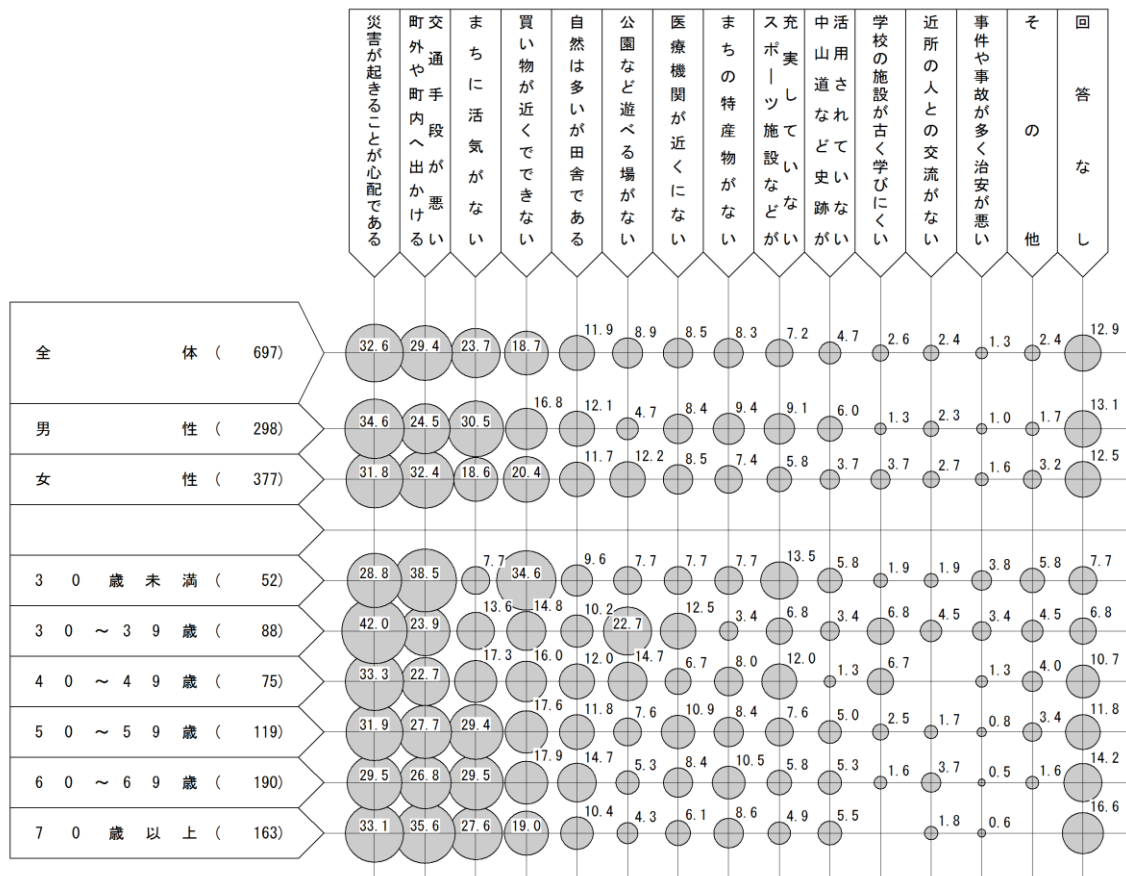 災害が起きることが心配である
町外や町内へ出かける
交通手段が悪い
まちに活気がない
買い物が近くでできない
自然は多いが田舎である
公園など遊べる場がない
医療機関が近くにない
まちの特産物がない
スポーツ施設などが
充実していない
中山道など史跡が
活用されていない
学校の施設が古く学びにくい
近所の人との交流がない
事件や事故が多く治安が悪い
その他
回答なし
全体(697) 32.6 29.4 23.7 18.7 11.9 8.9 8.5 8.3 7.2 4.7 2.6 2.4 1.3 2.4 12.9
男性(298) 34.6 24.5 30.5 16.8 12.1 4.7 8.4 9.4 9.1 6.0 1.3 2.3 1.0 1.7 13.1
女性(377) 31.8 32.4 18.6 20.4 11.7 12.2 8.5 7.4 5.8 3.7 3.7 2.7 1.6 3.2 12.5
30歳未満(52) 28.8 38.5 7.7 34.6 9.6 7.7 7.7 7.7 13.5 5.8 1.9 1.9 3.8 5.8 7.7
30~39歳(88) 42.0 23.9 13.6 14.8 10.2 22.7 12.5 3.4 6.8 3.4 6.8 4.5 3.4 4.5 6.8
40~49歳(75) 33.3 22.7 17.3 16.0 12.0 14.7 6.7 8.0 12.0 1.3 6.7 1.3 4.0 10.7
50~59歳(119) 31.9 27.7 29.4 17.6 11.8 7.6 10.9 8.4 7.6 5.0 2.5 1.7 0.8 3.4 11.8
60~69歳(190) 29.5 26.8 29.5 17.9 14.7 5.3 8.4 10.5 5.8 5.3 1.6 3.7 0.5 1.6 14.2
70歳以上(163) 33.1 35.6 27.6 19.0 10.4 4.3 6.1 8.6 4.9 5.5 1.8 0.6 16.6